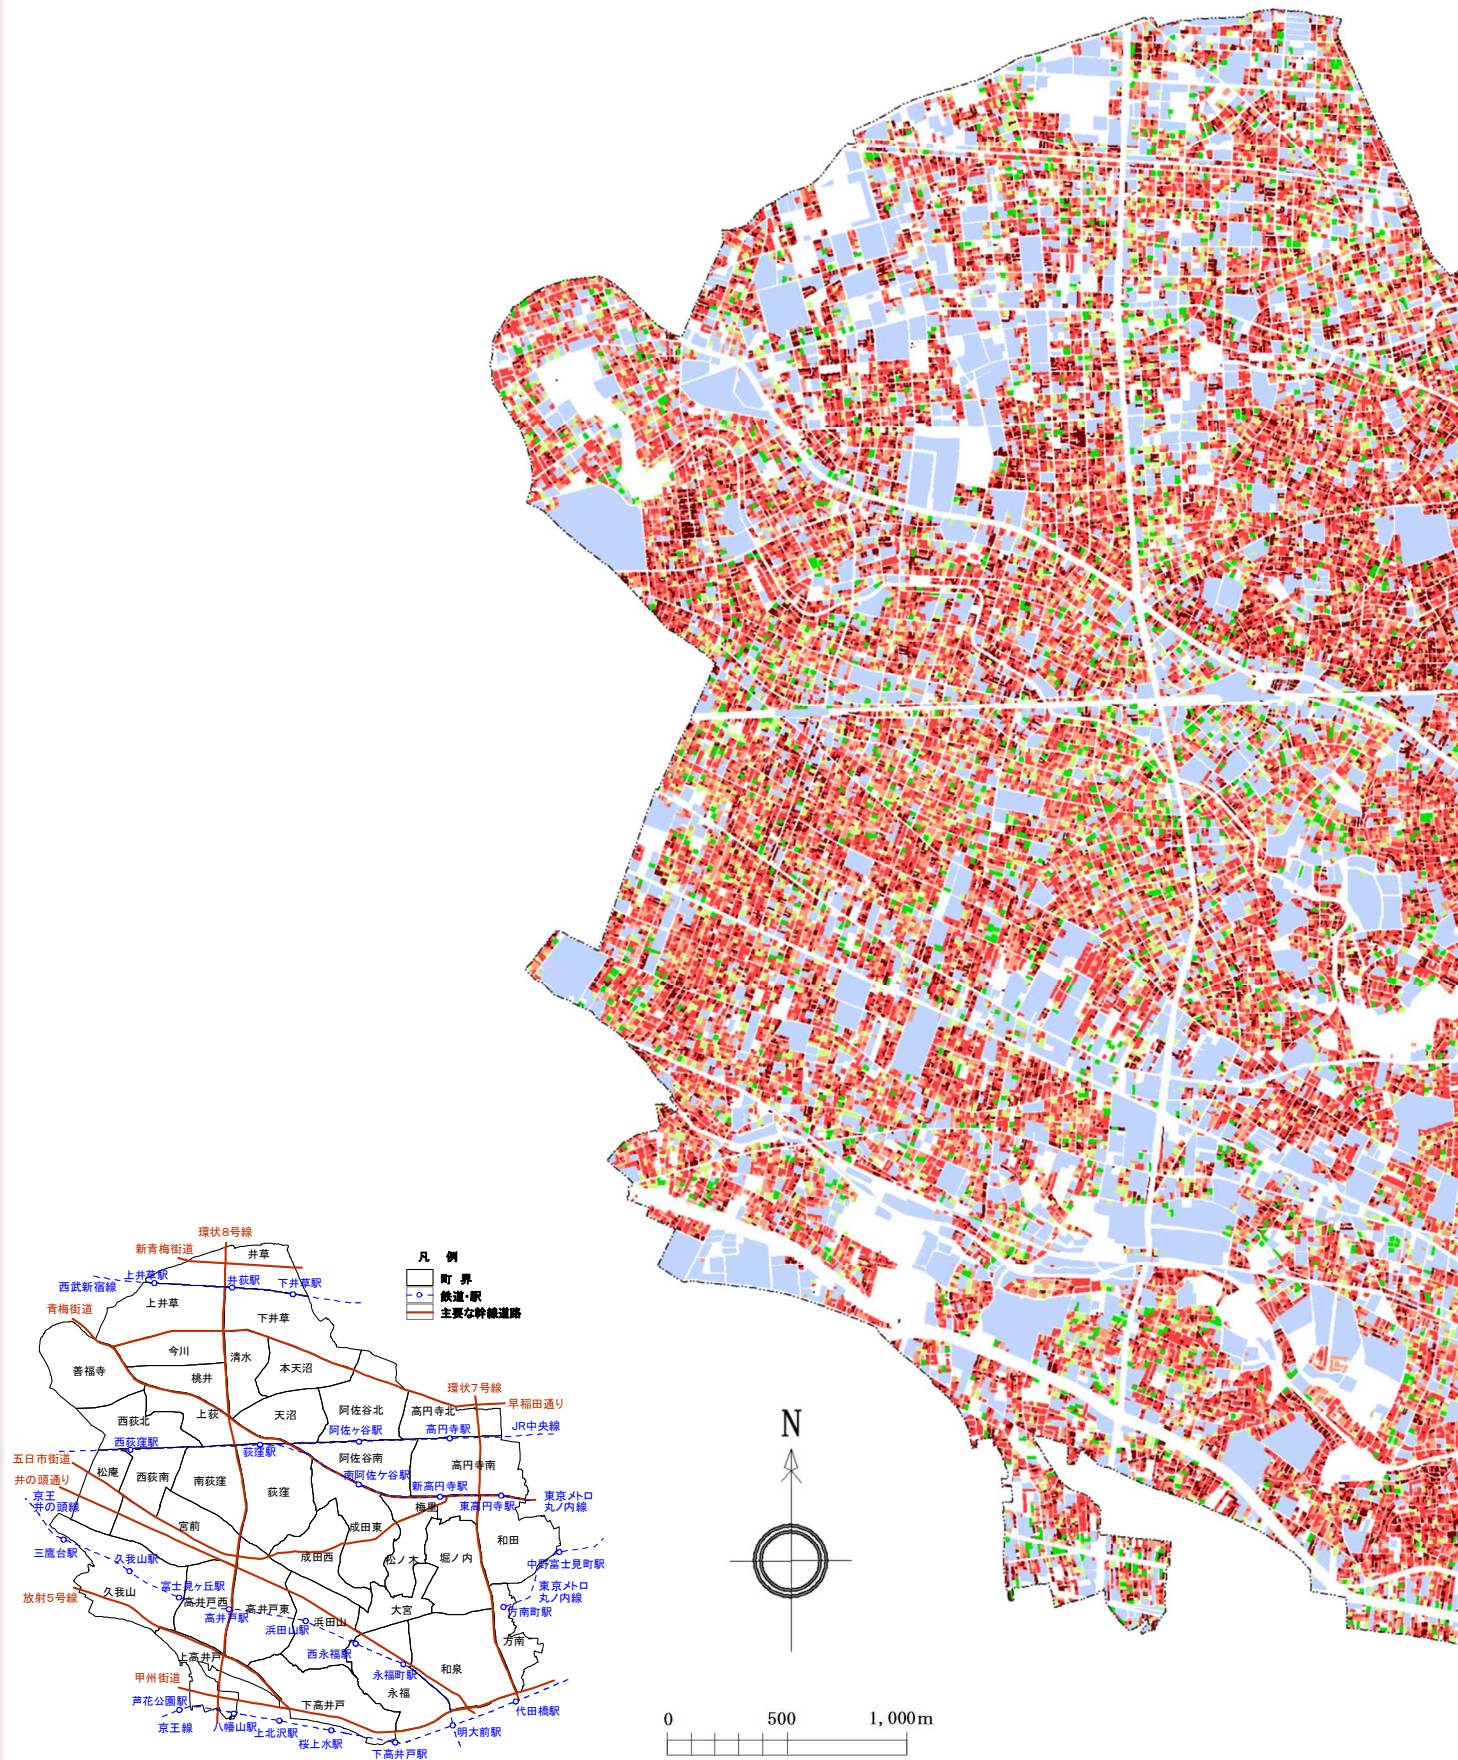 環状8号線
新青梅街道
井草
上井草駅
井荻駅
下井草駅
西武新宿線
上井草
青梅街道
下井草
今川
清水
善福寺
桃井
本天沼
環状7号線
早稲田通り
西荻北
上荻
天沼
阿佐谷北
高円寺北
阿佐ヶ谷駅
高円寺駅
JR中央線
西荻窪駅
荻窪駅
五日市街道
阿佐谷南
高円寺南
井の頭通り
松庵
西荻南
南荻窪
荻窪
南阿佐ケ谷駅
新高円寺駅
東高円寺駅
東京メトロ
丸ノ内線
京王
井の頭線
梅里
宮前
成田東
和田
三鷹台駅
久我山駅
成田西
松ノ木
堀ノ内
中野富士見町駅
富士見ヶ丘駅
東京メトロ
丸ノ内線
放射5号線
久我山
高井戸西
高井戸駅
高井戸東
浜田山
浜田山駅
大宮
方南町駅
西永福駅
方南
上高井戸
甲州街道
永福町駅
和泉
芦花公園駅
下高井戸
永福
代田橋駅
京王線
八幡山駅
上北沢駅
桜上水駅
下高井戸駅
明大前駅
凡 例
町 界
鉄道・駅
主要な幹線道路
N
0 500 1,000m